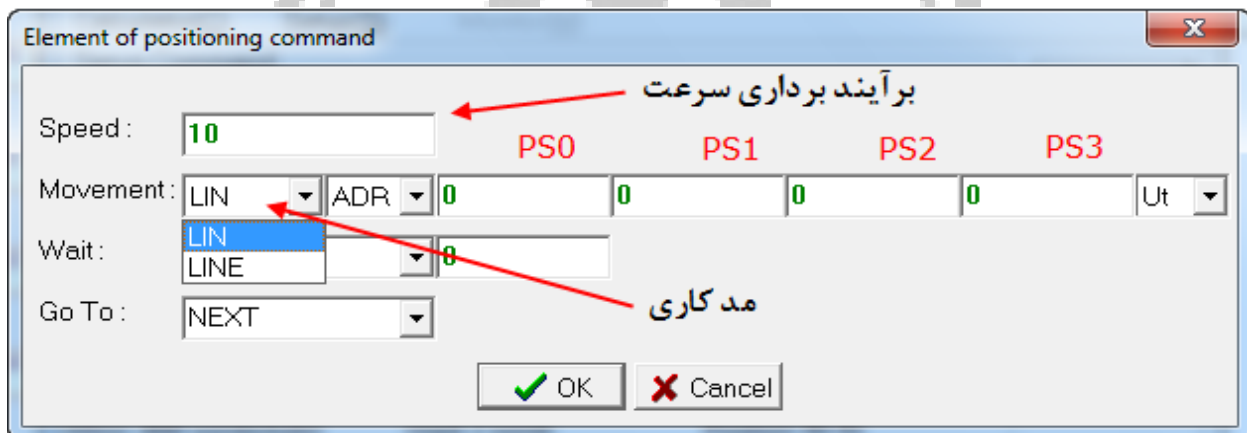 Element of positioning command
برآیند برداری سرعت
Speed : 10
PS0 PS1 PS2 PS3
Movement : LIN ADR 0 0 0 0 Ut
LIN
Wait : 0
LINE
Go To : NEXT
مد کاری
OK Cancel